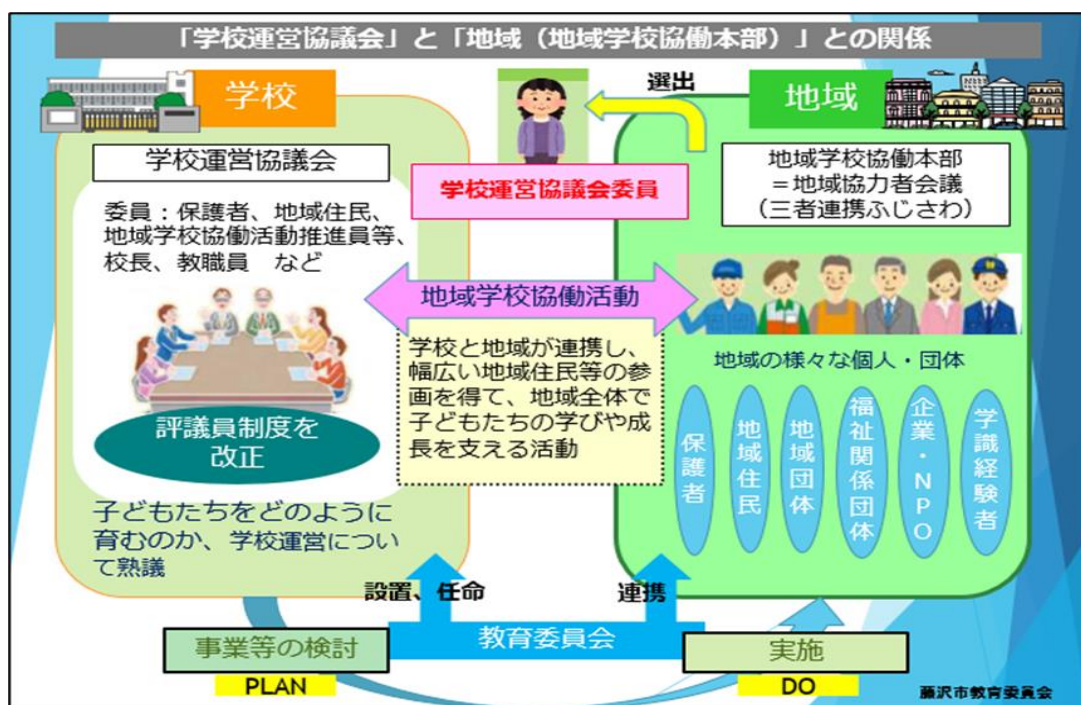 「学校運営協議会」と「地域（地域学校協働本部）」との関係
学校
学校運営協議会
委員：保護者、地域住民、
地域学校協働活動推進員等、
校長、教職員　など
評議員制度を
改正
子どもたちをどのように
育むのか、学校運営につい
て熟議
選出
学校運営協議会委員
地域学校協働活動
学校と地域が連携し、
幅広い地域住民等の参
画を得て、地域全体で
子どもたちの学びや成
長を支える活動
地域
地域学校協働本部
＝地域協力者会議
（三者連携ふじさわ）
地域の様々な個人・団体
保護者
地域住民
地域団体
福祉関係団体
企業・NPO
学識経験者
設置、任命
連携
教育委員会
事業等の検討
PLAN
実施
DO
藤沢市教育委員会